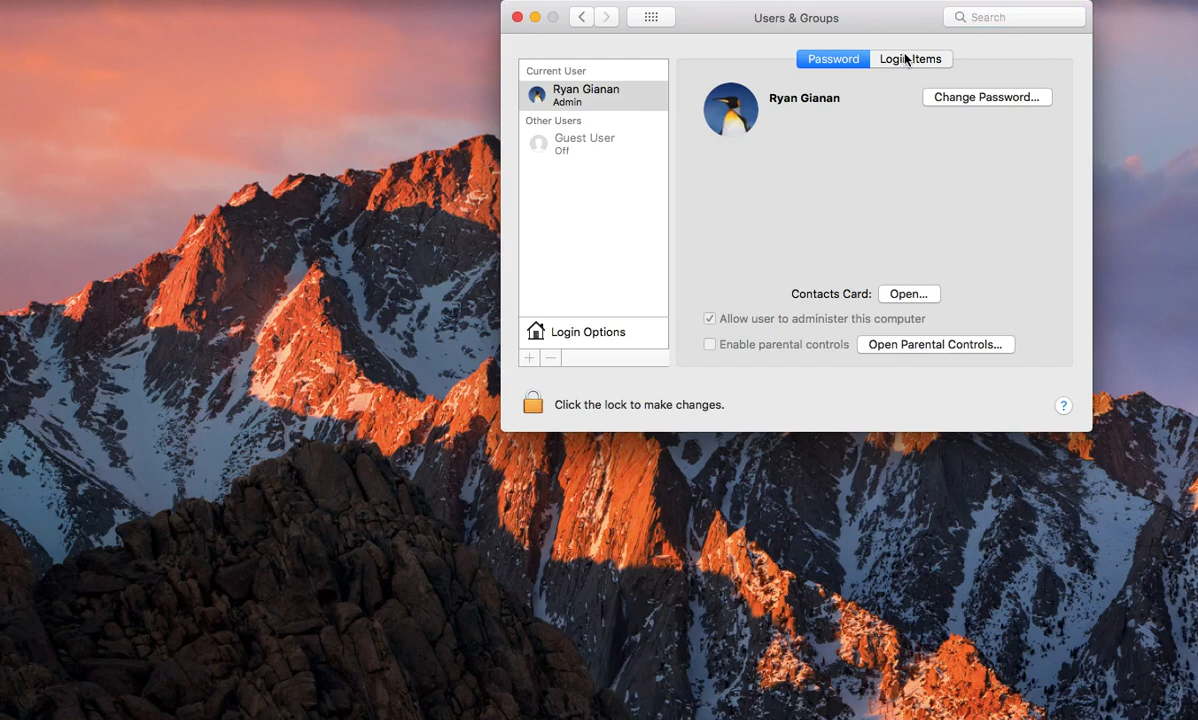 Users & Groups
Search
Password
Login Items
Current User
Ryan Gianan
Admin
Other Users
Guest User
Off
Login Options
Ryan Gianan
Change Password...
Contacts Card:
Open...
Allow user to administer this computer
Enable parental controls
Open Parental Controls...
Click the lock to make changes.
?